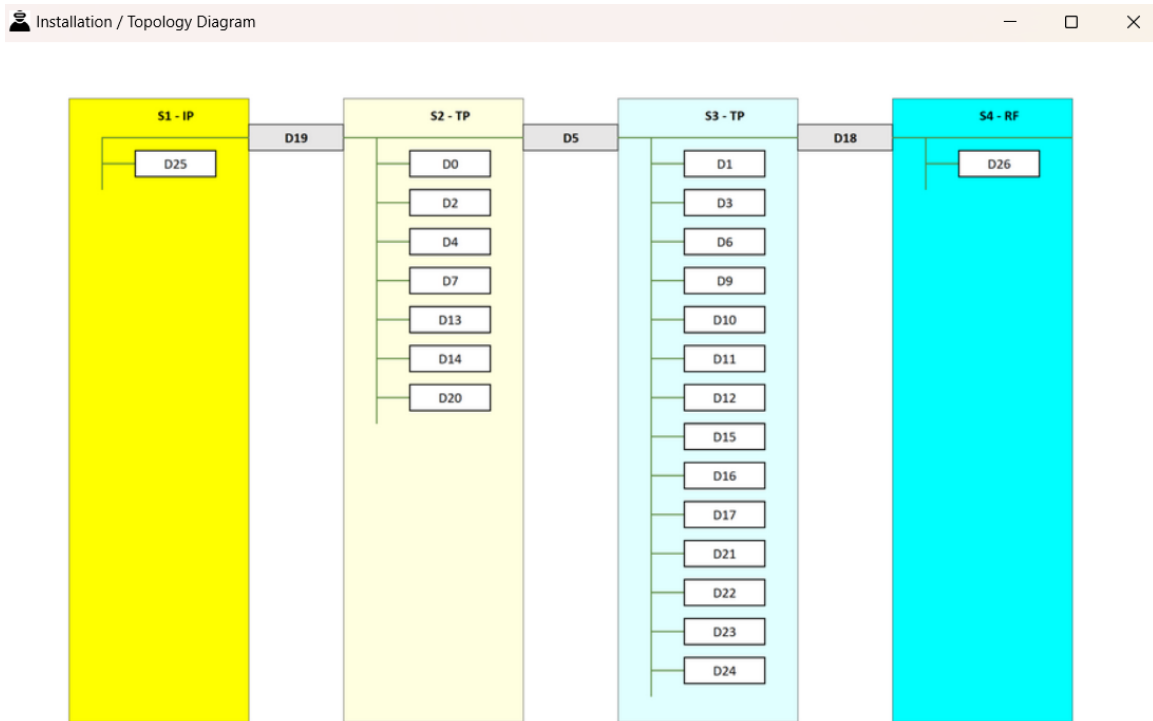 Installation / Topology Diagram
S1 - IP
D19
S2 - TP
D5
S3 - TP
D18
S4 - RF
D25
D0
D2
D4
D7
D13
D14
D20
D1
D3
D6
D9
D10
D11
D12
D15
D16
D17
D21
D22
D23
D24
D26